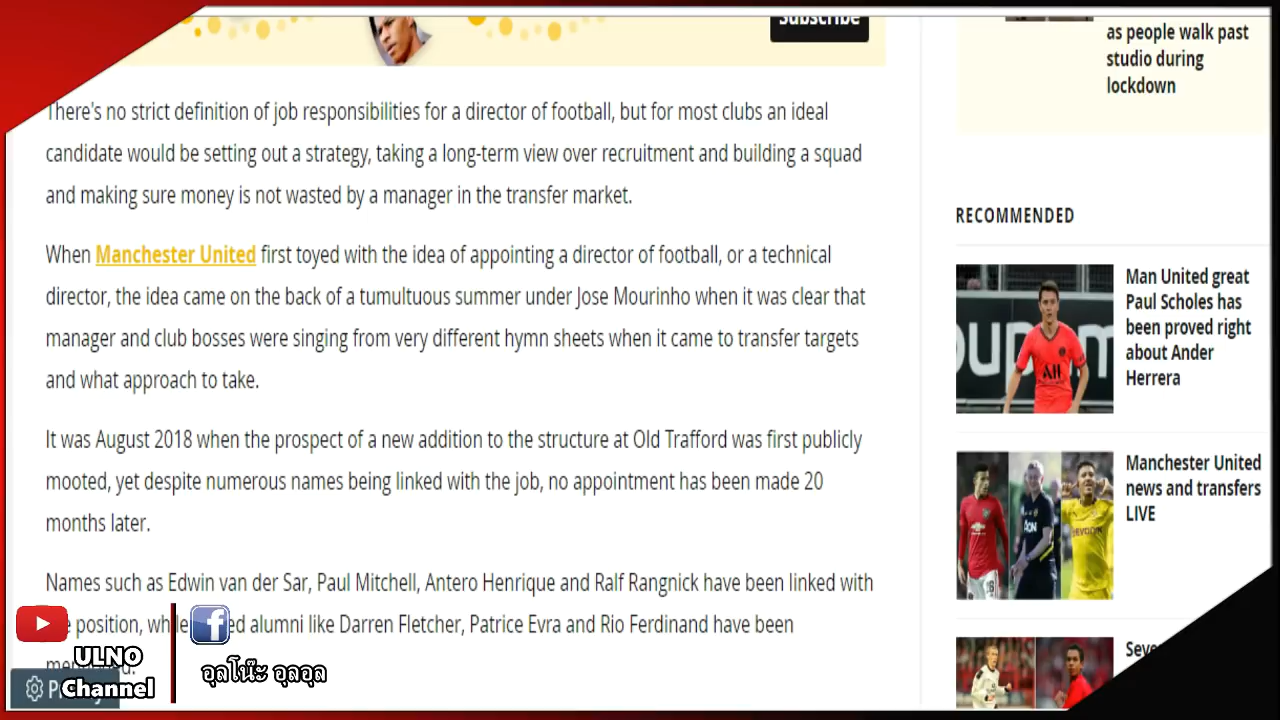 Subscribe
There's no strict definition of job responsibilities for a director of football, but for most clubs an ideal
candidate would be setting out a strategy, taking a long-term view over recruitment and building a squad
and making sure money is not wasted by a manager in the transfer market.
When Manchester United first toyed with the idea of appointing a director of football, or a technical
director, the idea came on the back of a tumultuous summer under Jose Mourinho when it was clear that
manager and club bosses were singing from very different hymn sheets when it came to transfer targets
and what approach to take.
It was August 2018 when the prospect of a new addition to the structure at Old Trafford was first publicly
mooted, yet despite numerous names being linked with the job, no appointment has been made 20
months later.
Names such as Edwin van der Sar, Paul Mitchell, Antero Henrique and Ralf Rangnick have been linked with
position, alumni like Darren Fletcher, Patrice Evra and Rio Ferdinand have been
as people walk past
studio during
lockdown
RECOMMENDED
Man United great
Paul Scholes has
been proved right
about Ander
Herrera
Manchester United
news and transfers
LIVE
ULNO
Channel
อุลโน๊ะ อุลอุล